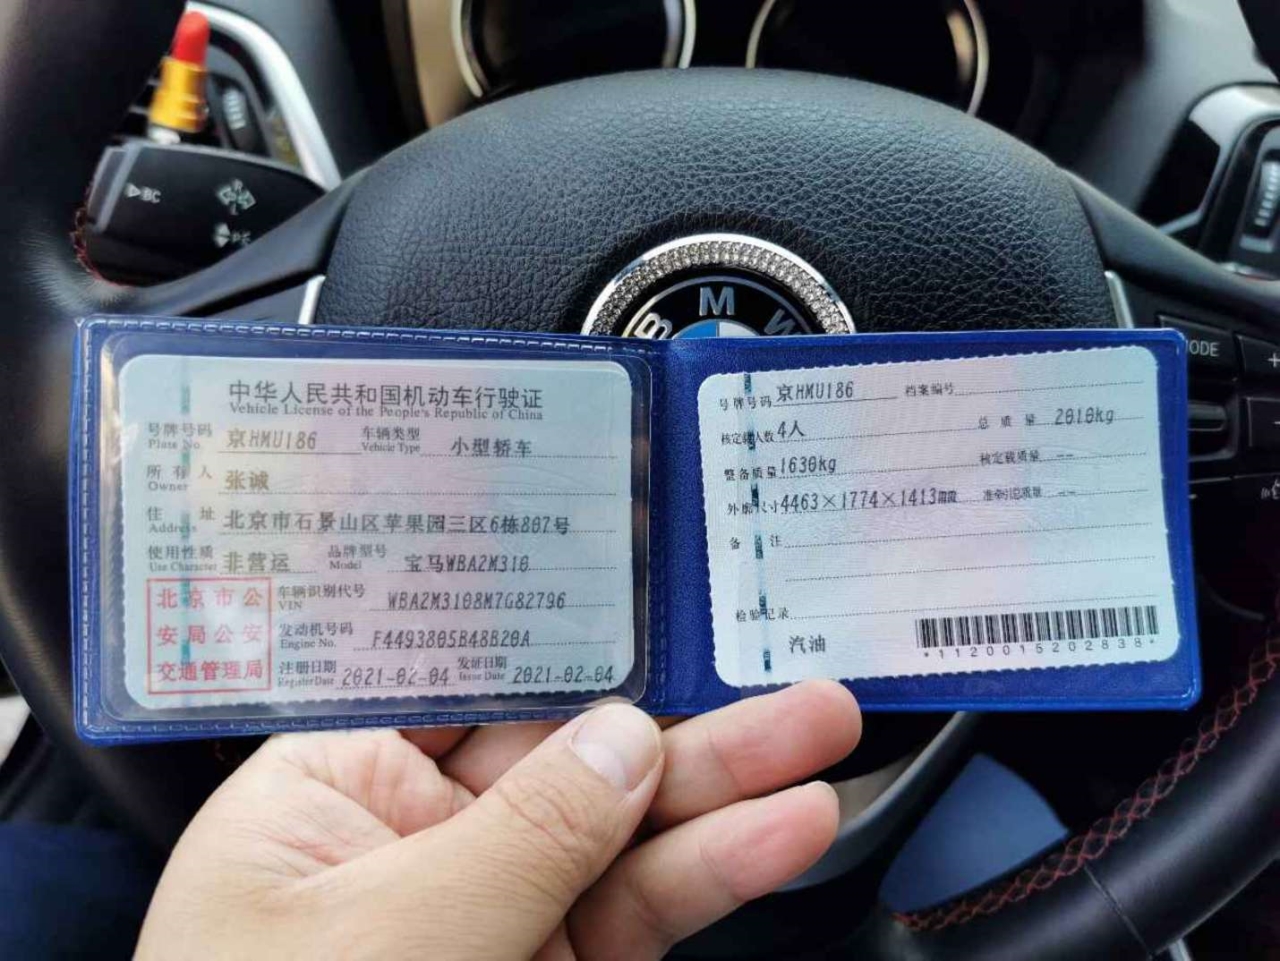 BC
BMW
MODE
中华人民共和国机动车行驶证
Vehicle License of the People's Republic of China
号牌号码 京HMU186 车辆类型 小型轿车
Plate No. Vehicle Type
所有人 张诚
Owner
住址 北京市石景山区苹果园三区6栋807号
Address
使用性质 非营运 品牌型号 宝马WBA2M310
Use Character Model
北京市公安局公安交通管理局
车辆识别代号 WBA2M3108M7G82796
VIN
发动机号码 F4493805B48B20A
Engine No.
注册日期 2021-02-04 发证日期 2021-02-04
Register Date Issue Date
号牌号码 京HMU186 档案编号
核定载人数 4人 总质量 2010kg
整备质量 1630kg 核定载质量 --
外廓尺寸 4463×1774×1413 准牵引总质量 --
备注
检验记录
汽油
*1120015202838*